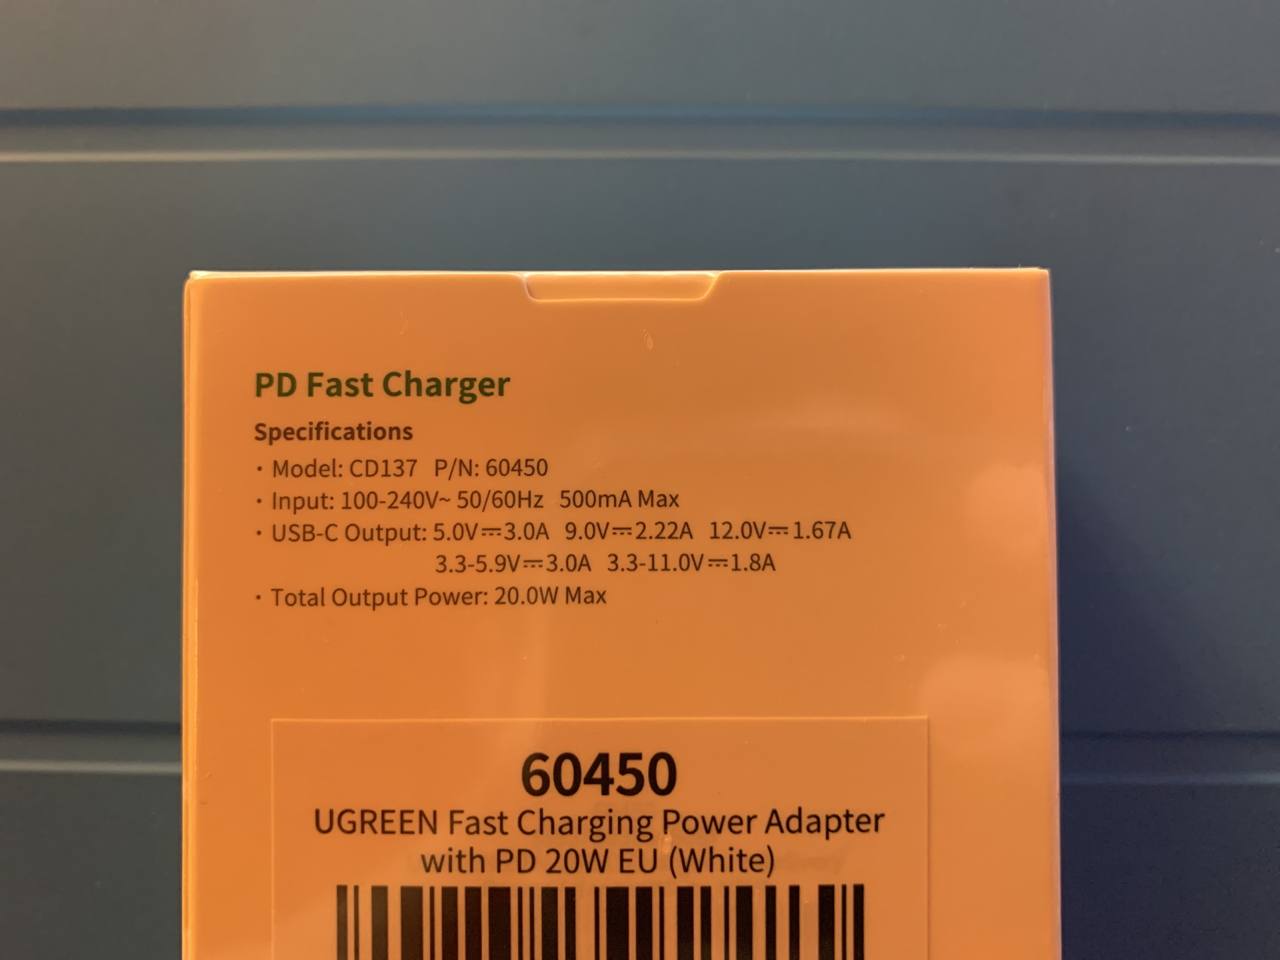 PD Fast Charger
Specifications
· Model: CD137 P/N: 60450
· Input: 100-240V~ 50/60Hz 500mA Max
· USB-C Output: 5.0V⎓3.0A 9.0V⎓2.22A 12.0V⎓1.67A
3.3-5.9V⎓3.0A 3.3-11.0V⎓1.8A
· Total Output Power: 20.0W Max
60450
UGREEN Fast Charging Power Adapter
with PD 20W EU (White)